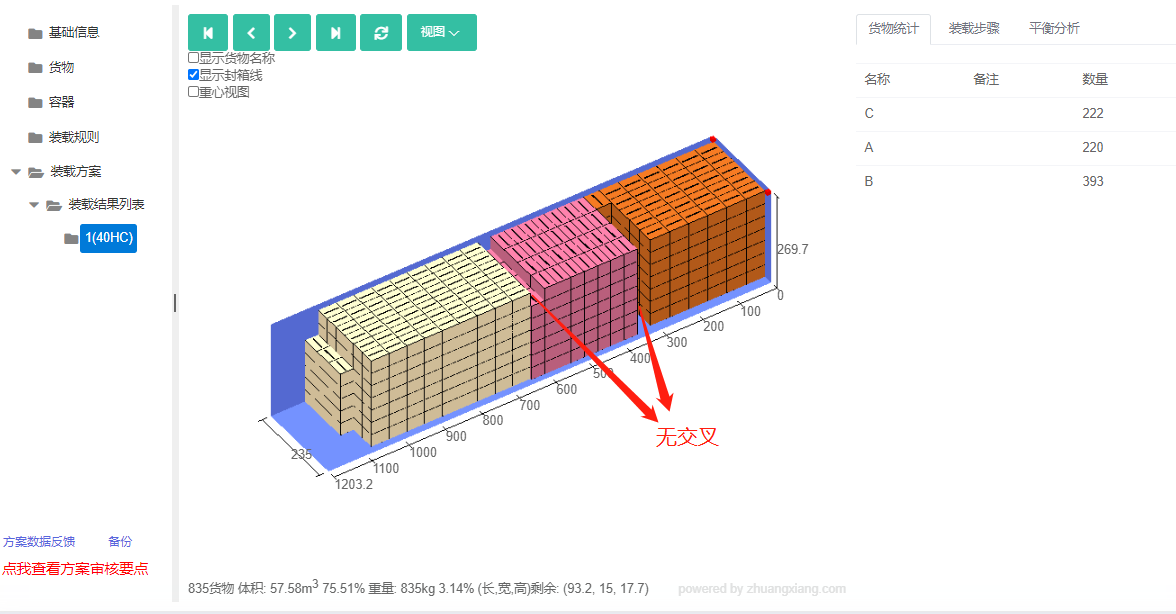 基础信息
货物
容器
装载规则
装载方案
装载结果列表
1(40HC)
方案数据反馈 备份
点我查看方案审核要点
视图
显示货物名称
显示封箱线
重心视图
269.7
0
100
200
300
400
500
600
700
800
900
1000
1100
1203.2
235
无交叉
835货物 体积: 57.58m3 75.51% 重量: 835kg 3.14% (长,宽,高)剩余: (93.2, 15, 17.7)
powered by zhuangxiang.com
货物统计 装载步骤 平衡分析
名称 备注 数量
C 222
A 220
B 393